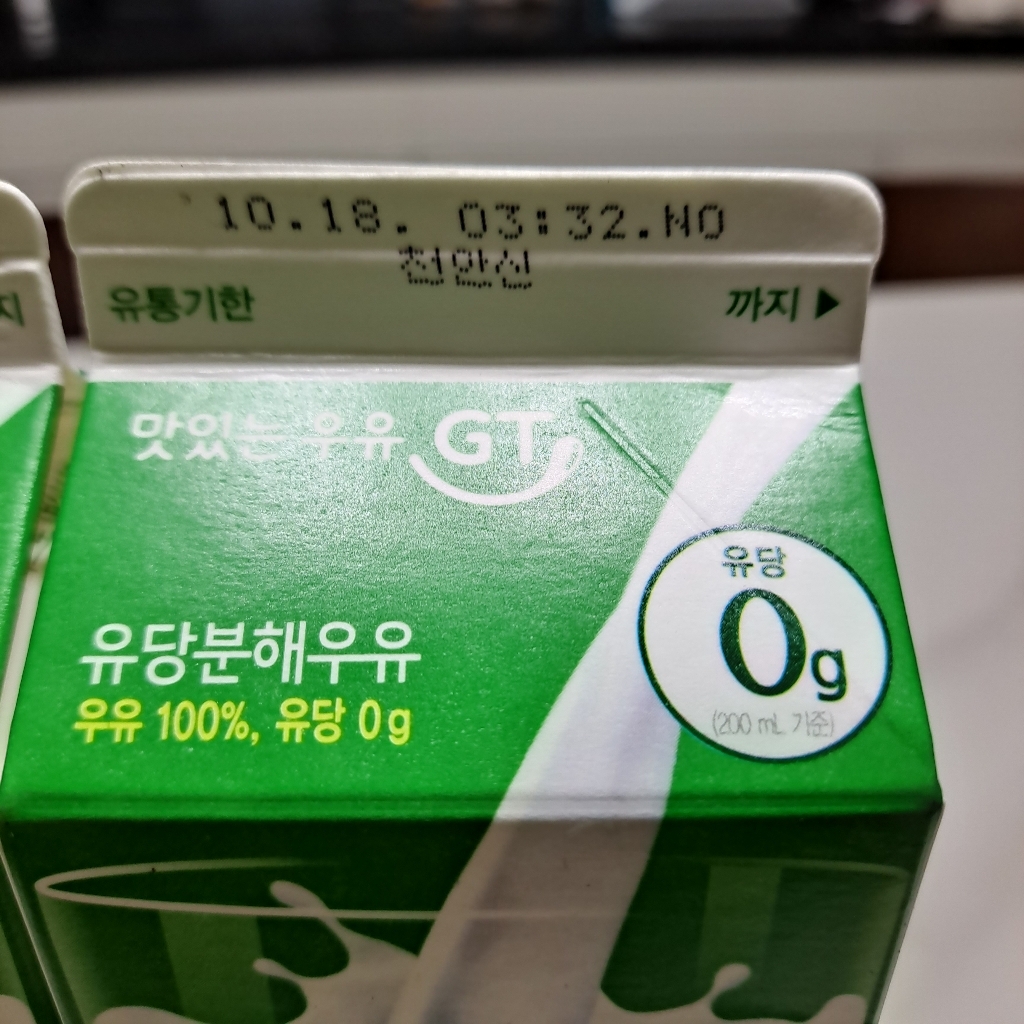 10.18. 03:32.NO
천안신
유통기한 까지 ▶
지
맛있는 우유 GT
유당
0g
(200 mL 기준)
유당분해우유
우유 100%, 유당 0g